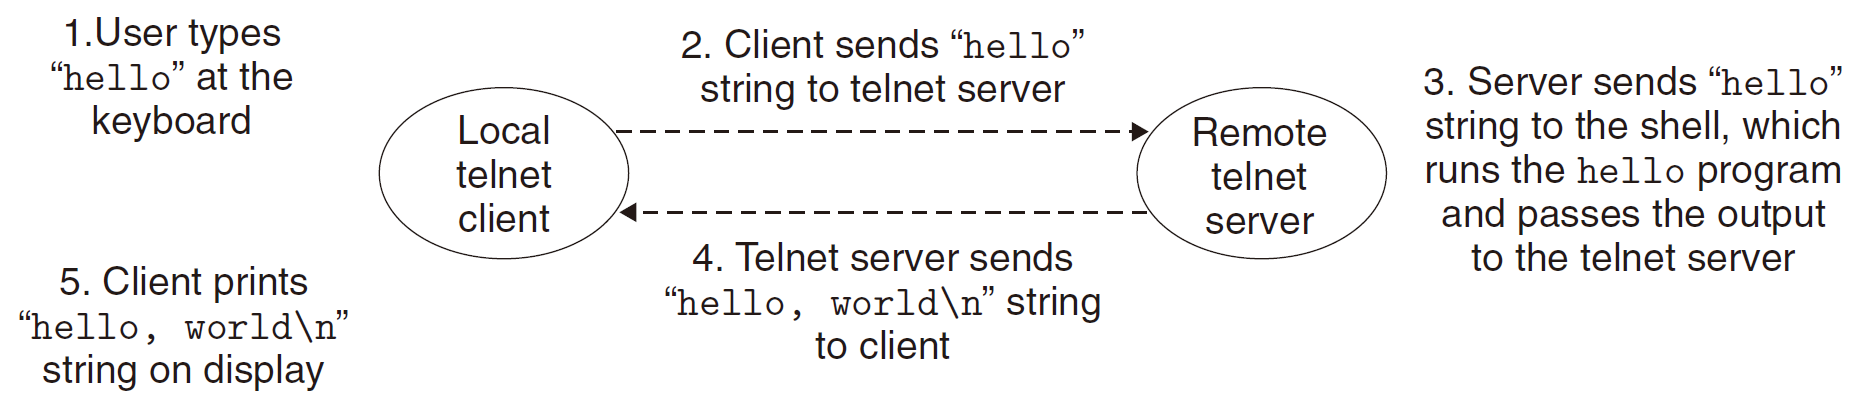 1.User types
“hello” at the
keyboard
Local
telnet
client
2. Client sends “hello”
string to telnet server
Remote
telnet
server
3. Server sends “hello”
string to the shell, which
runs the hello program
and passes the output
to the telnet server
4. Telnet server sends
“hello, world\n” string
to client
5. Client prints
“hello, world\n”
string on display